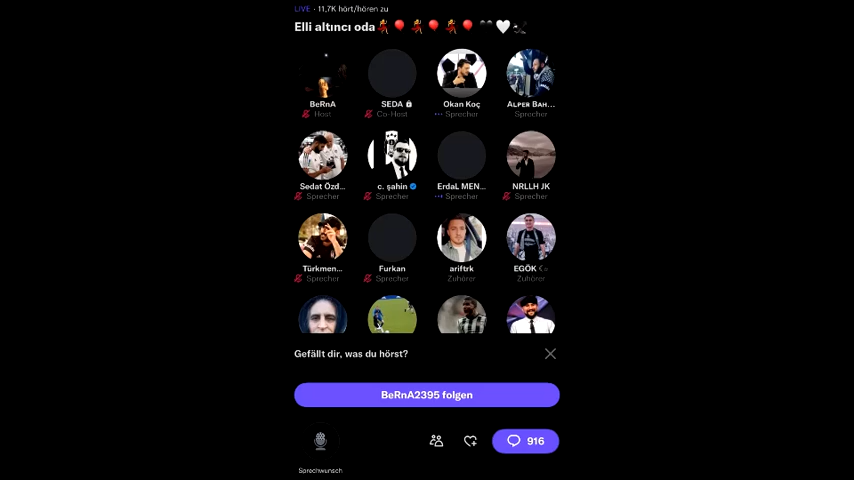 LIVE · 11,7K hört/hören zu
Elli altıncı oda
BeRnA
Host
SEDA
Co-Host
Okan Koç
Sprecher
ALPER BAH...
Sprecher
Sedat Özd...
Sprecher
c. şahin
Sprecher
ErdaL MEN...
Sprecher
NRLLH JK
Sprecher
Türkmen...
Sprecher
Furkan
Sprecher
ariftrk
Zuhörer
EGÖK ☾=
Zuhörer
Gefällt dir, was du hörst?
BeRnA2395 folgen
916
Sprechwunsch